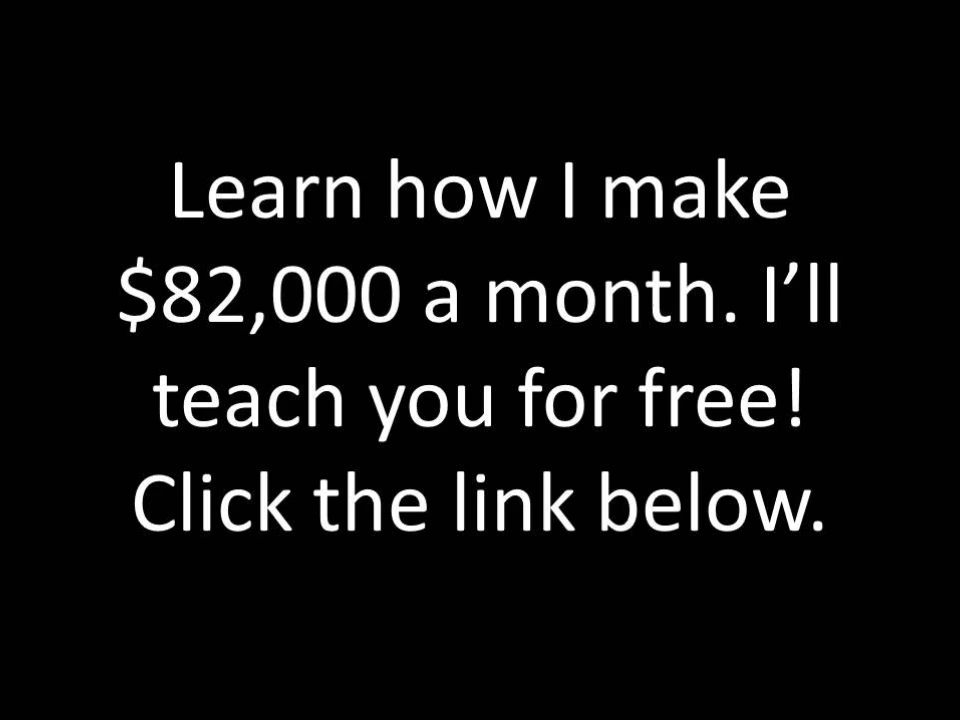 Learn how I make
$82,000 a month. I’ll
teach you for free!
Click the link below.